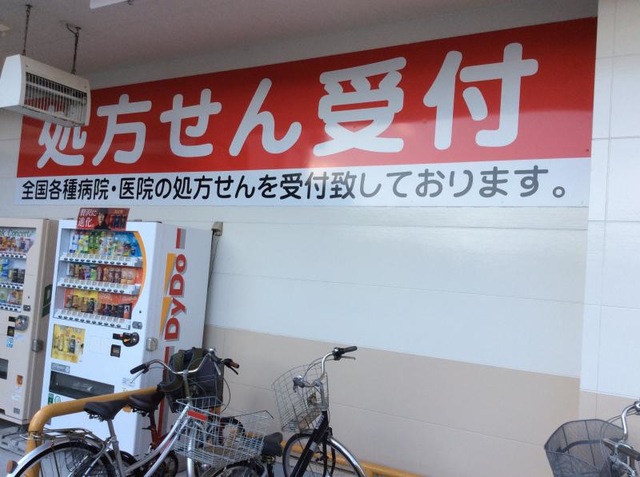 処方せん受付
全国各種病院・医院の処方せんを受付致しております。
DyDo